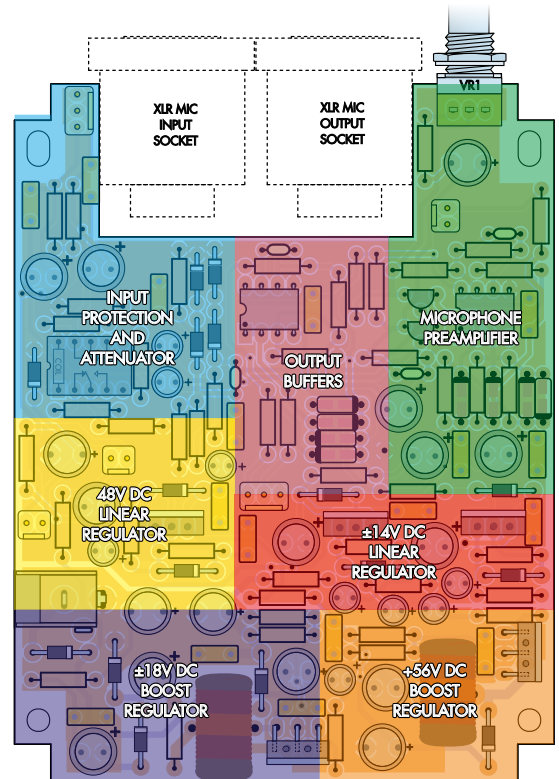 XLR MIC
INPUT
SOCKET
XLR MIC
OUTPUT
SOCKET
VR1
INPUT
PROTECTION
AND
ATTENUATOR
OUTPUT
BUFFERS
MICROPHONE
PREAMPLIFIER
48V DC
LINEAR
REGULATOR
±14V DC
LINEAR
REGULATOR
±18V DC
BOOST
REGULATOR
+56V DC
BOOST
REGULATOR